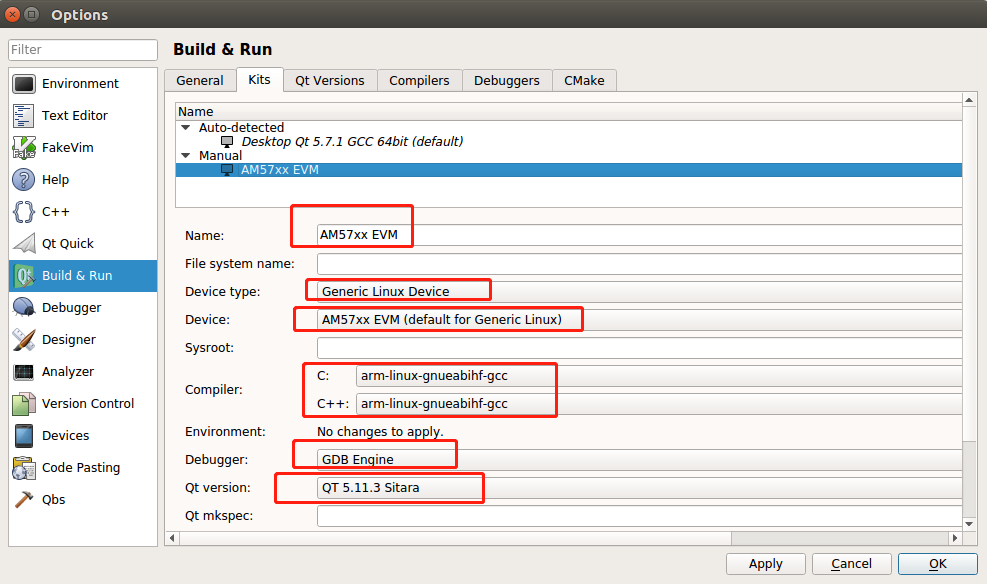 Options
Filter
Environment
Text Editor
FakeVim
Fake
Help
C++
Qt Quick
Build & Run
Debugger
Designer
Analyzer
Version Control
Devices
Code Pasting
Qbs
Build & Run
General Kits Qt Versions Compilers Debuggers CMake
Name
Auto-detected
Desktop Qt 5.7.1 GCC 64bit (default)
Manual
AM57xx EVM
Name: AM57xx EVM
File system name:
Device type: Generic Linux Device
Device: AM57xx EVM (default for Generic Linux)
Sysroot:
Compiler:
C: arm-linux-gnueabihf-gcc
C++: arm-linux-gnueabihf-gcc
Environment: No changes to apply.
Debugger: GDB Engine
Qt version: QT 5.11.3 Sitara
Qt mkspec:
Apply Cancel OK